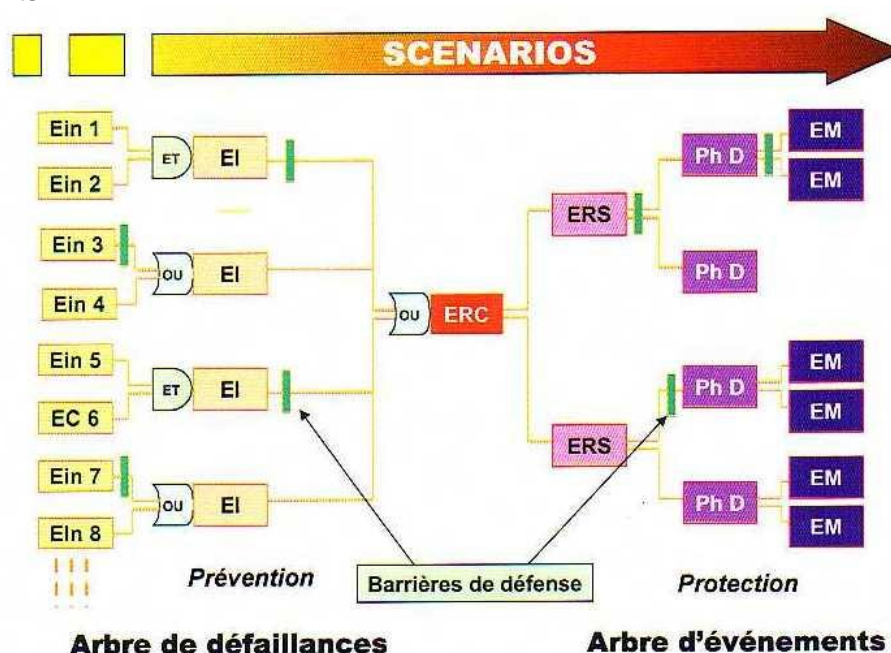 SCENARIOS
Ein 1
Ein 2
ET
EI
Ein 3
Ein 4
OU
EI
Ein 5
EC 6
ET
EI
Ein 7
EIn 8
OU
EI
OU
ERC
ERS
ERS
Ph D
Ph D
Ph D
Ph D
EM
EM
EM
EM
EM
EM
Prévention
Barrières de défense
Protection
Arbre de défaillances
Arbre d'événements